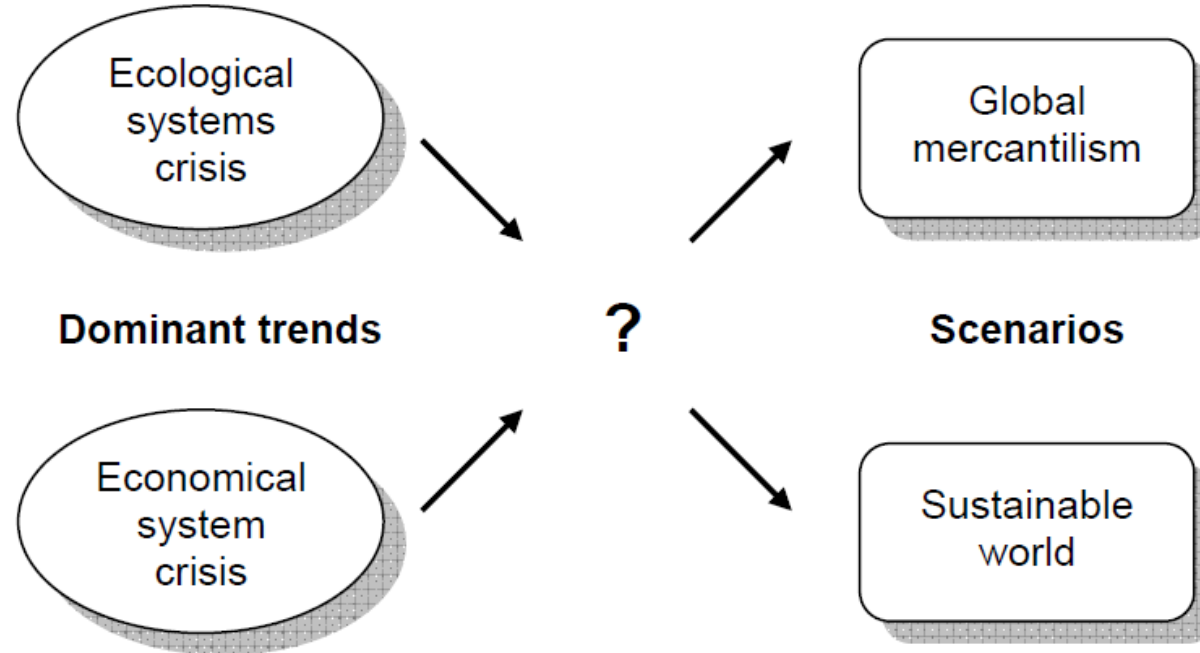 Ecological
systems
crisis
Global
mercantilism
Dominant trends
?
Scenarios
Economical
system
crisis
Sustainable
world